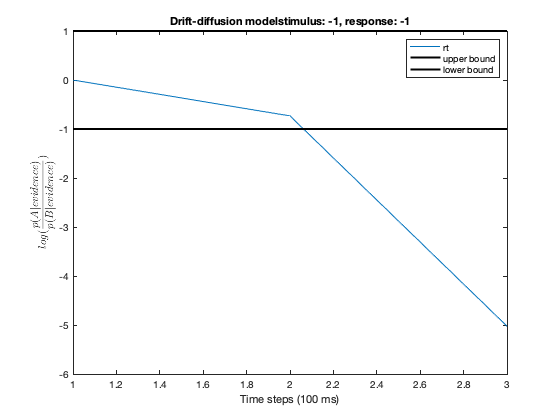 Drift-diffusion modelstimulus: -1, response: -1
rt
upper bound
lower bound
1
0
-1
-2
-3
-4
-5
-6
log(p(A|evidence)/p(B|evidence))
1 1.2 1.4 1.6 1.8 2 2.2 2.4 2.6 2.8 3
Time steps (100 ms)